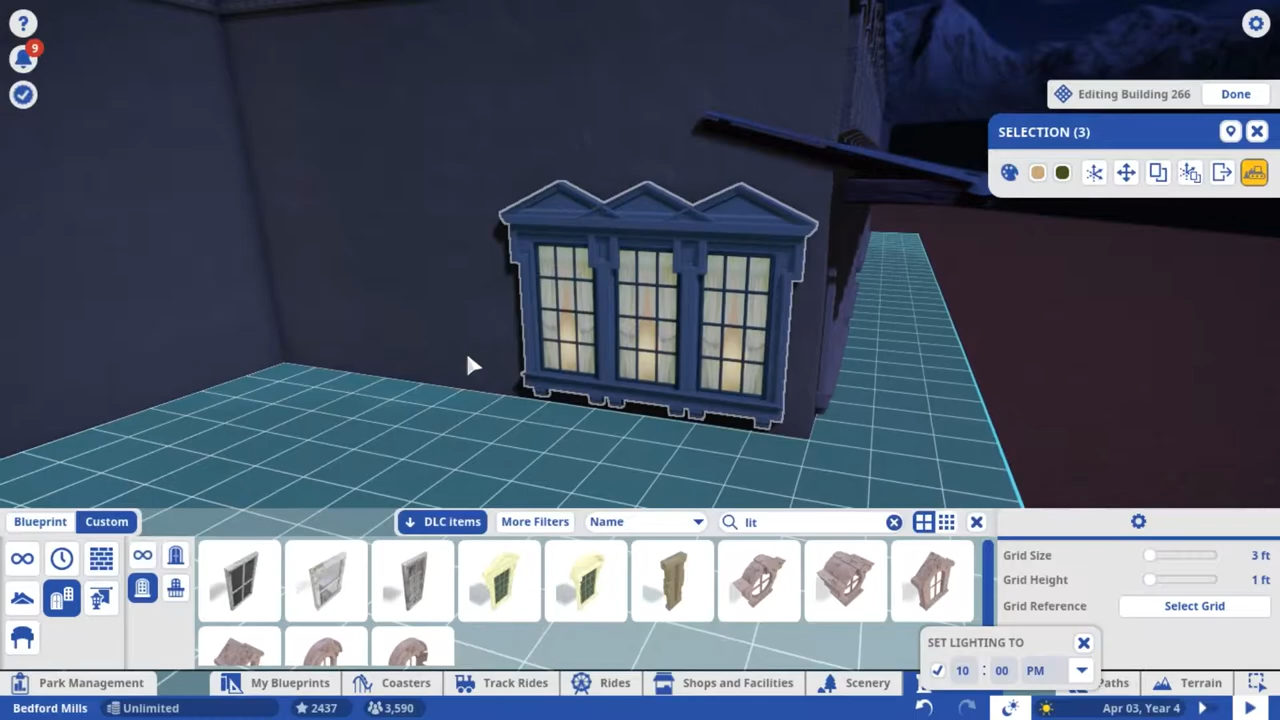 ?
9
Editing Building 266 Done
SELECTION (3)
Blueprint Custom DLC items More Filters Name lit
Grid Size 3 ft
Grid Height 1 ft
Grid Reference Select Grid
SET LIGHTING TO
10 : 00 PM
Park Management My Blueprints Coasters Track Rides Rides Shops and Facilities Scenery Paths Terrain
Bedford Mills Unlimited 2437 3,590 Apr 03, Year 4